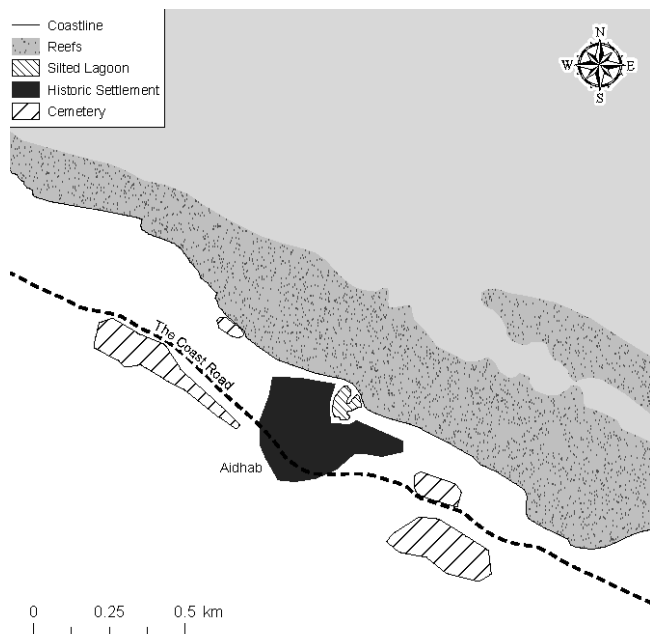 Coastline
Reefs
Silted Lagoon
Historic Settlement
Cemetery
N
W E
S
The Coast Road
Aidhab
0 0.25 0.5 km